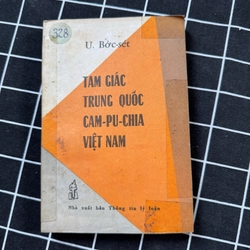 328
U. Bớc-sét
TAM GIÁC
TRUNG QUỐC
CAM-PU-CHIA
VIỆT NAM
Nhà xuất bản Thông tin lý luận